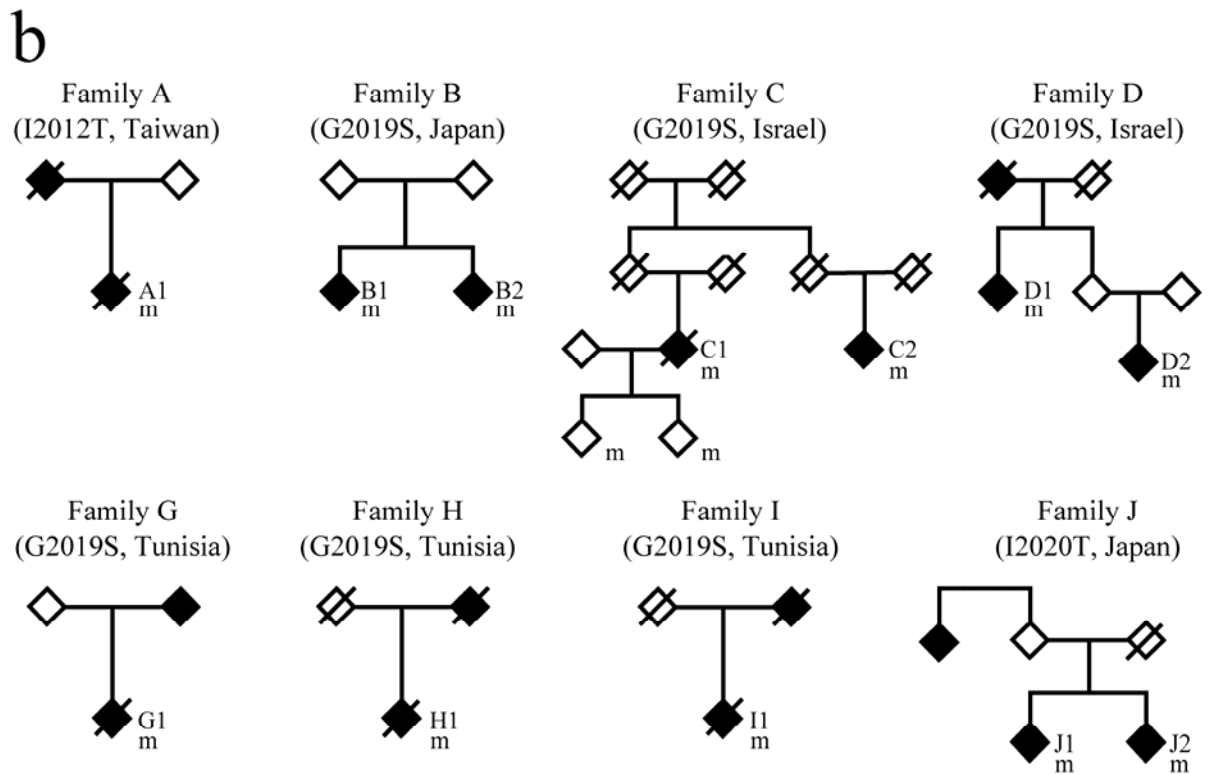 b
Family A
(I2012T, Taiwan)
Family B
(G2019S, Japan)
Family C
(G2019S, Israel)
Family D
(G2019S, Israel)
A1
m
B1
m
B2
m
C1
m
C2
m
m
m
D1
m
D2
m
Family G
(G2019S, Tunisia)
Family H
(G2019S, Tunisia)
Family I
(G2019S, Tunisia)
Family J
(I2020T, Japan)
G1
m
H1
m
I1
m
J1
m
J2
m